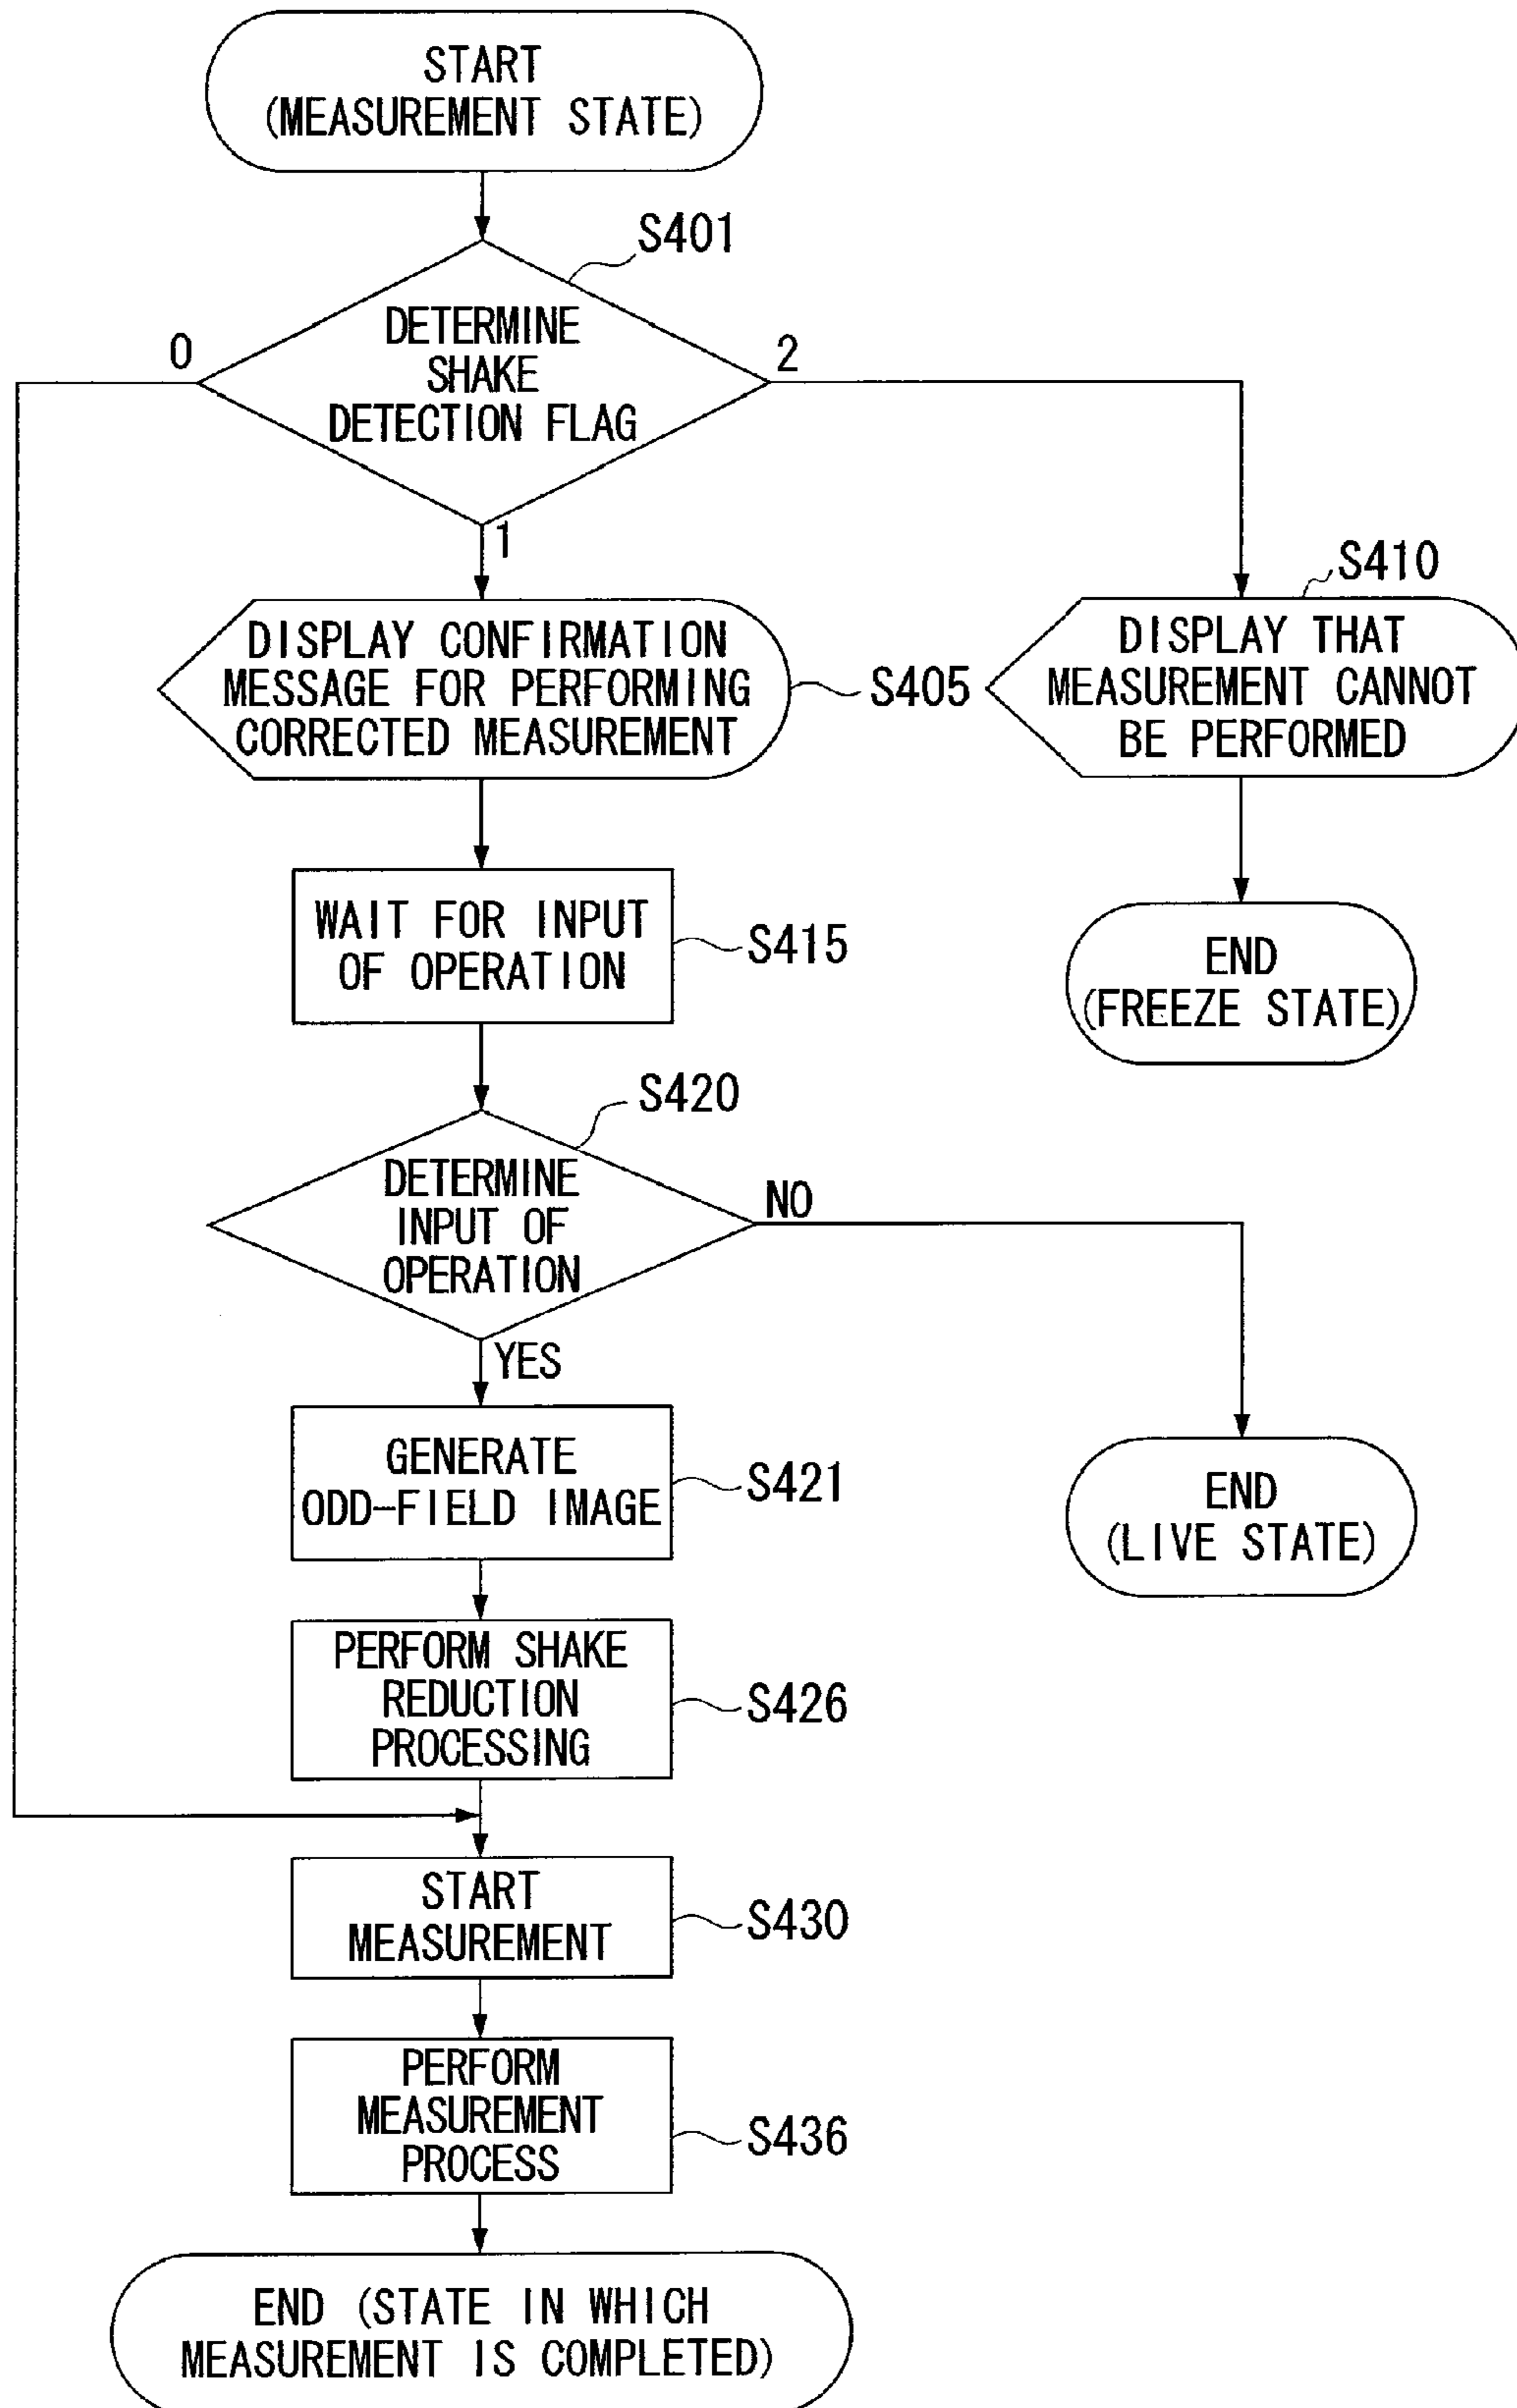 START
(MEASUREMENT STATE)
S401
DETERMINE
SHAKE
DETECTION FLAG
0
2
1
DISPLAY CONFIRMATION
MESSAGE FOR PERFORMING
CORRECTED MEASUREMENT
S405
S410
DISPLAY THAT
MEASUREMENT CANNOT
BE PERFORMED
WAIT FOR INPUT
OF OPERATION
S415
END
(FREEZE STATE)
S420
DETERMINE
INPUT OF
OPERATION
NO
YES
GENERATE
ODD-FIELD IMAGE
S421
END
(LIVE STATE)
PERFORM SHAKE
REDUCTION
PROCESSING
S426
START
MEASUREMENT
S430
PERFORM
MEASUREMENT
PROCESS
S436
END (STATE IN WHICH
MEASUREMENT IS COMPLETED)